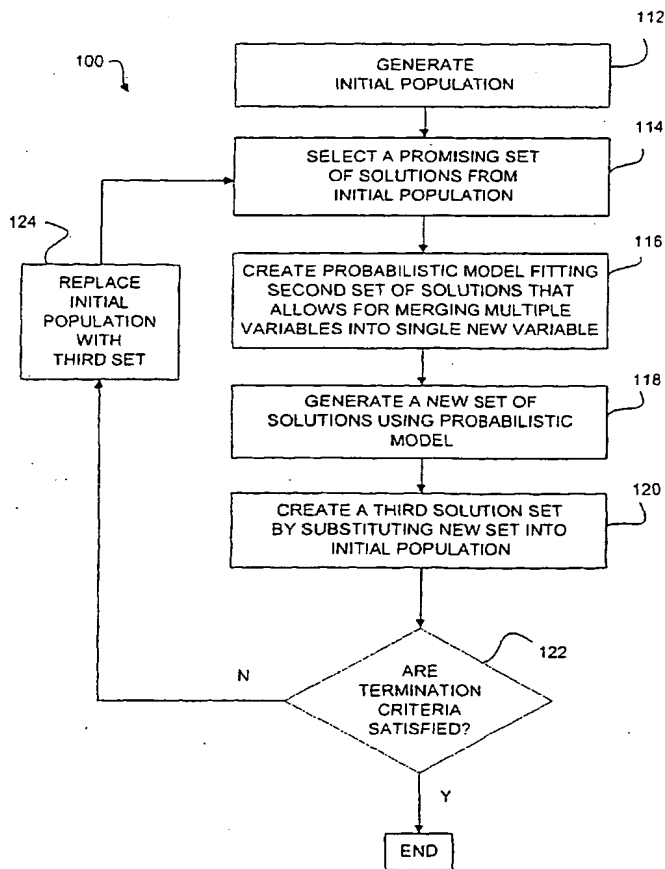 100
112
GENERATE
INITIAL POPULATION
114
SELECT A PROMISING SET
OF SOLUTIONS FROM
INITIAL POPULATION
116
CREATE PROBABILISTIC MODEL FITTING
SECOND SET OF SOLUTIONS THAT
ALLOWS FOR MERGING MULTIPLE
VARIABLES INTO SINGLE NEW VARIABLE
118
GENERATE A NEW SET OF
SOLUTIONS USING PROBABILISTIC
MODEL
120
CREATE A THIRD SOLUTION SET
BY SUBSTITUTING NEW SET INTO
INITIAL POPULATION
122
ARE
TERMINATION
CRITERIA
SATISFIED?
N
124
REPLACE
INITIAL
POPULATION
WITH
THIRD SET
Y
END